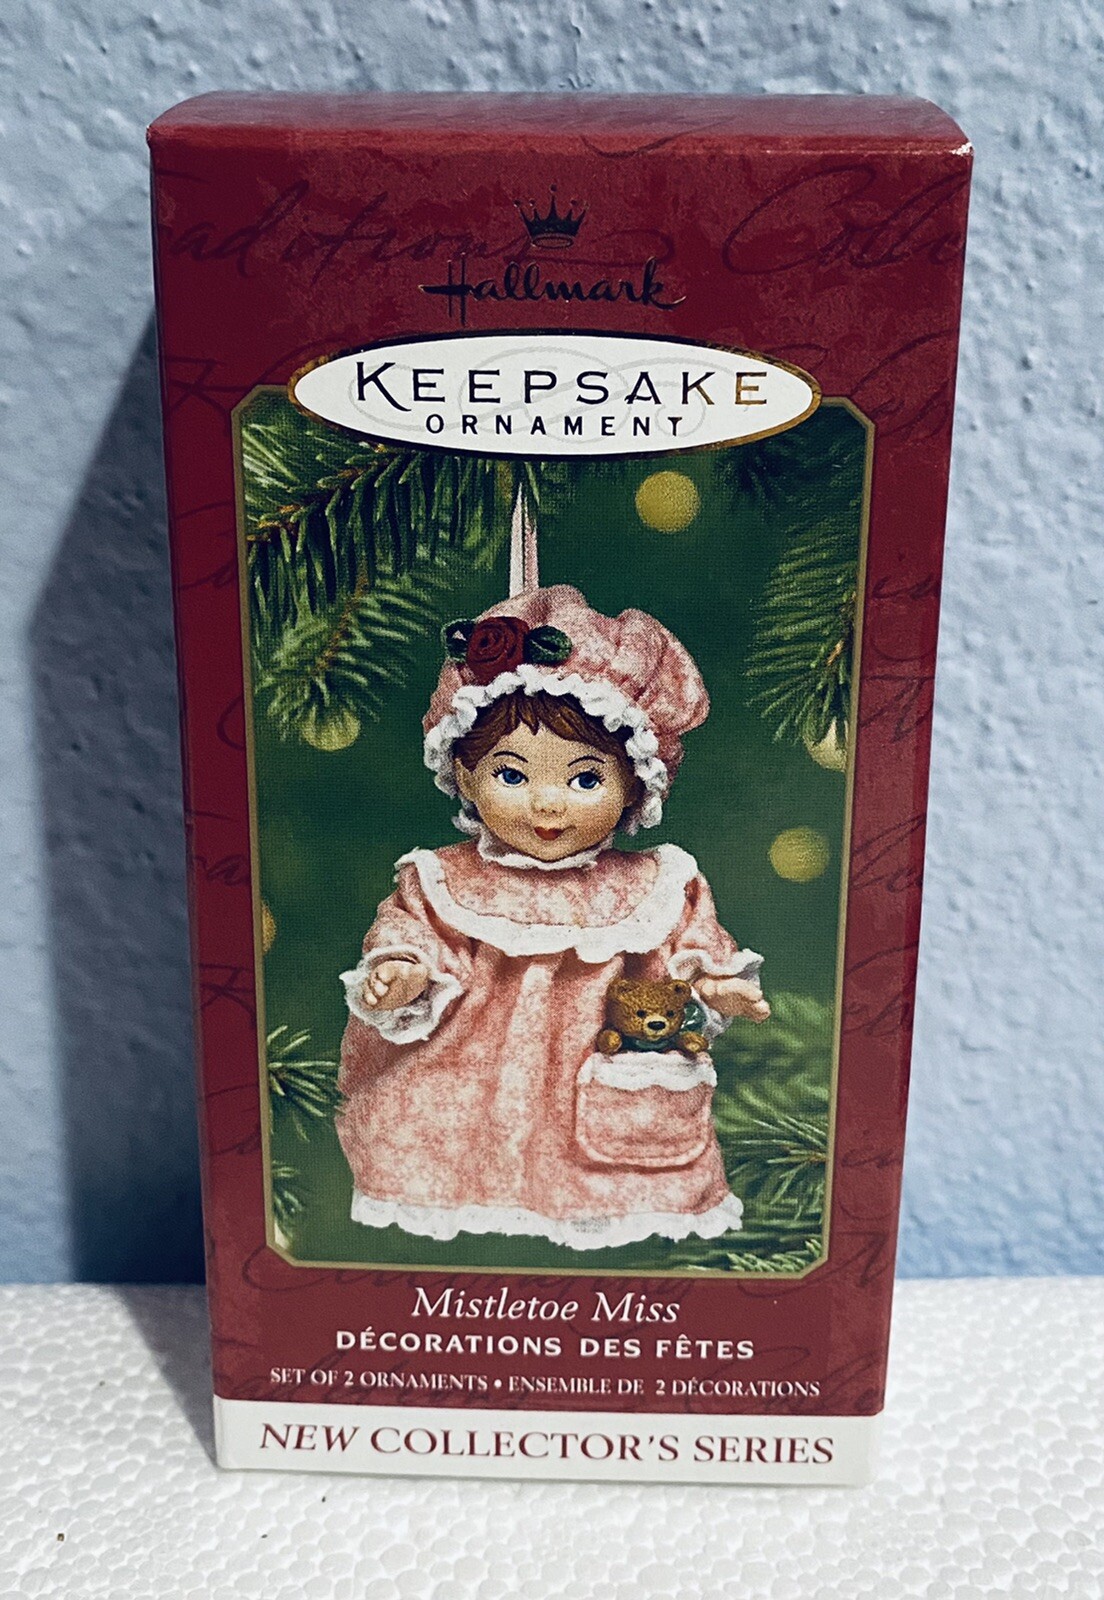 Hallmark
KEEPSAKE
ORNAMENT
Mistletoe Miss
DÉCORATIONS DES FÊTES
SET OF 2 ORNAMENTS • ENSEMBLE DE 2 DÉCORATIONS
NEW COLLECTOR'S SERIES